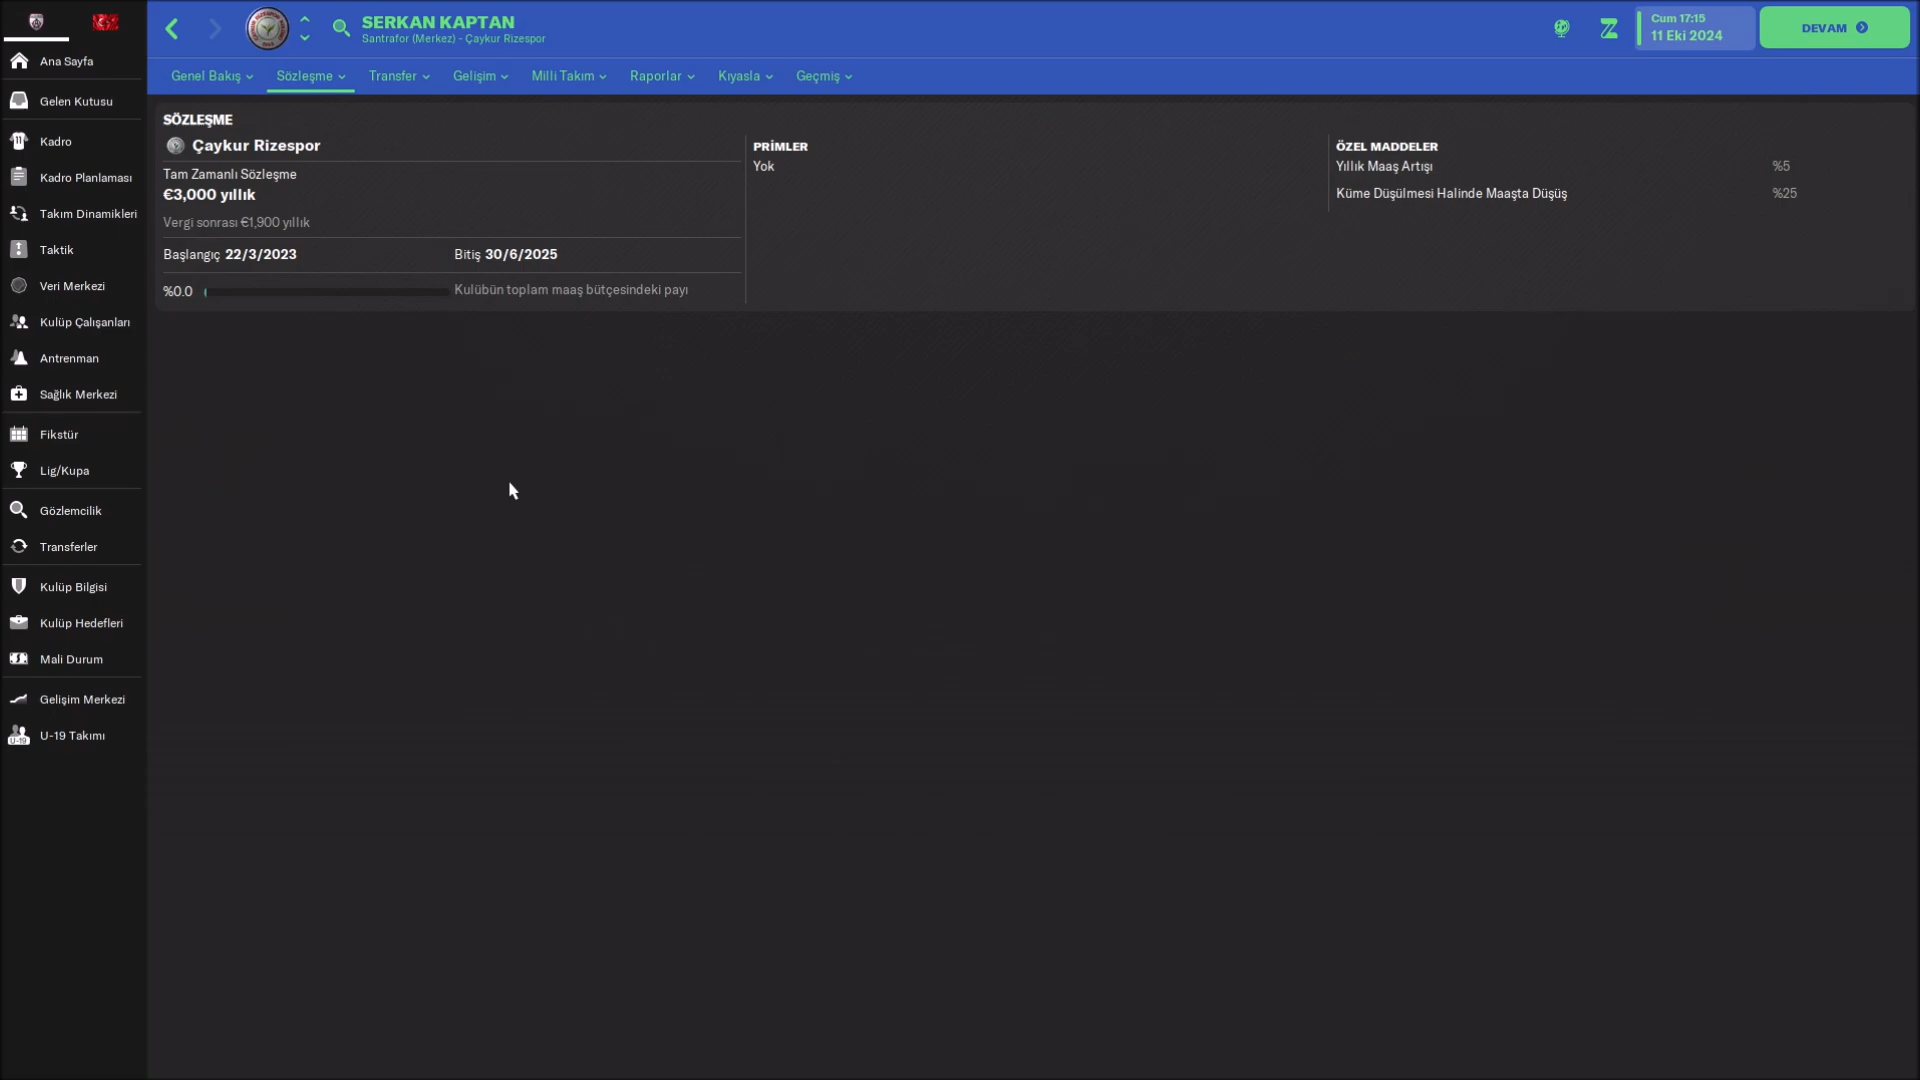 SERKAN KAPTAN
Santrafor (Merkez) - Çaykur Rizespor
Cum 17:15
11 Eki 2024
DEVAM
Genel Bakış
Sözleşme
Transfer
Gelişim
Milli Takım
Raporlar
Kıyasla
Geçmiş
Ana Sayfa
Gelen Kutusu
Kadro
Kadro Planlaması
Takım Dinamikleri
Taktik
Veri Merkezi
Kulüp Çalışanları
Antrenman
Sağlık Merkezi
Fikstür
Lig/Kupa
Gözlemcilik
Transferler
Kulüp Bilgisi
Kulüp Hedefleri
Mali Durum
Gelişim Merkezi
U-19 Takımı
SÖZLEŞME
Çaykur Rizespor
Tam Zamanlı Sözleşme
€3,000 yıllık
Vergi sonrası €1,900 yıllık
Başlangıç 22/3/2023
Bitiş 30/6/2025
%0.0
Kulübün toplam maaş bütçesindeki payı
PRİMLER
Yok
ÖZEL MADDELER
Yıllık Maaş Artışı %5
Küme Düşülmesi Halinde Maaşta Düşüş %25